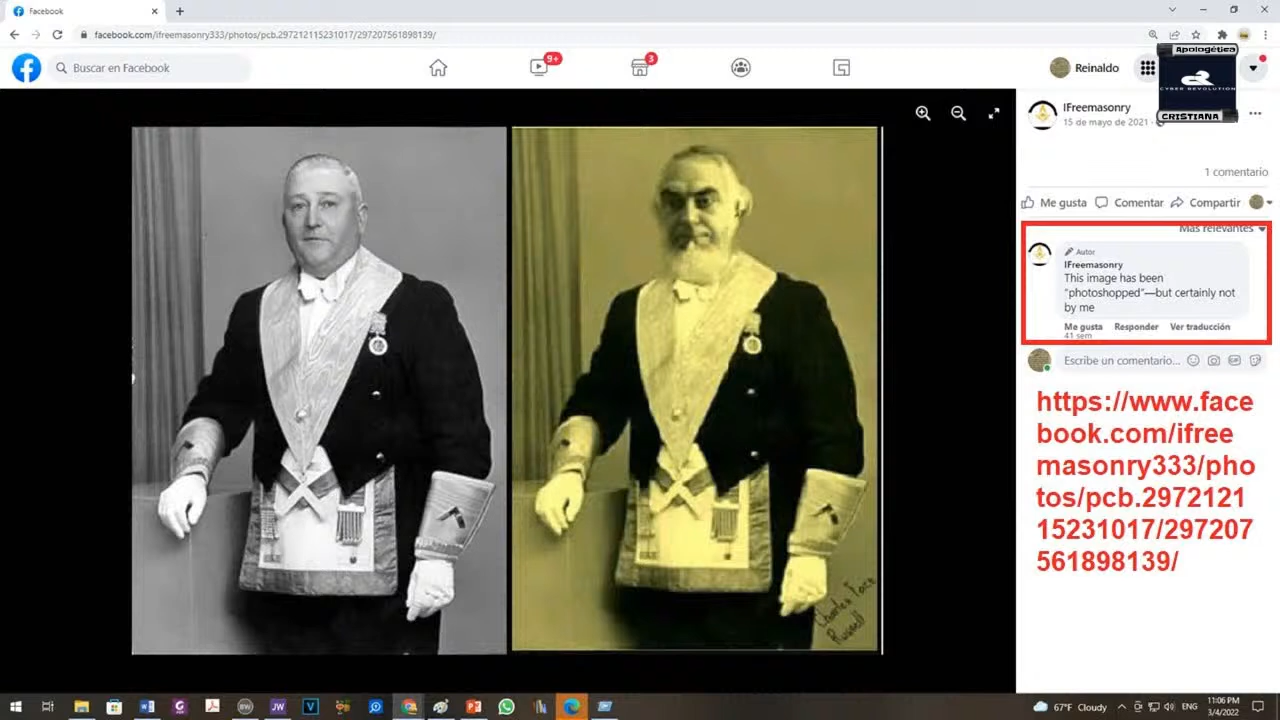 Facebook
facebook.com/ifreemasonry333/photos/pcb.297212115231017/297207561898139/
Buscar en Facebook
9+
3
Reinaldo
Apologética
CYBER REVOLUTION
CRISTIANA
IFreemasonry
15 de mayo de 2021
1 comentario
Me gusta
Comentar
Compartir
Más relevantes
Autor
IFreemasonry
This image has been
"photoshopped"—but certainly not
by me
Me gusta Responder Ver traducción
41 sem
Escribe un comentario...
https://www.face
book.com/ifree
masonry333/pho
tos/pcb.2972121
15231017/297207
561898139/
Charles Taze
Russell
67°F Cloudy
ENG
11:06 PM
3/4/2022